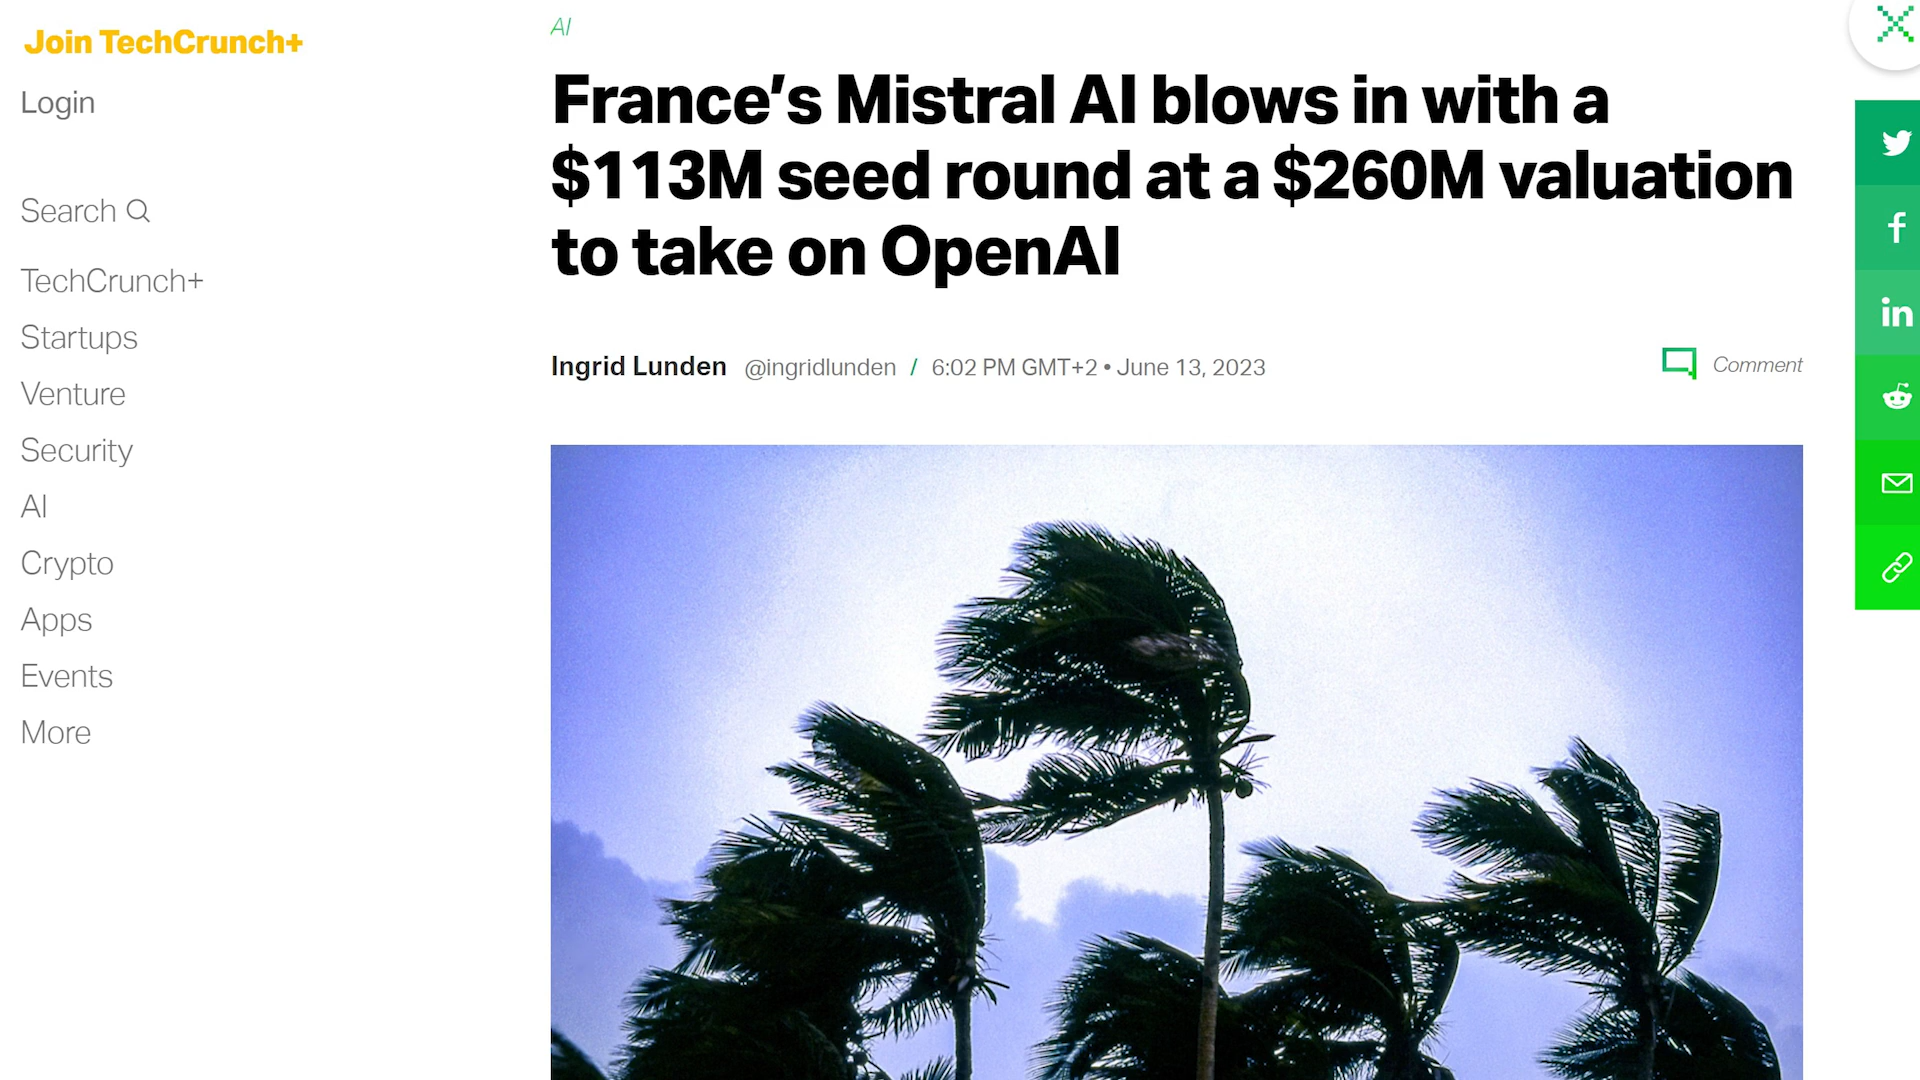 Join TechCrunch+
Login
Search
TechCrunch+
Startups
Venture
Security
AI
Crypto
Apps
Events
More
AI
France’s Mistral AI blows in with a
$113M seed round at a $260M valuation
to take on OpenAI
Ingrid Lunden @ingridlunden / 6:02 PM GMT+2 • June 13, 2023
Comment